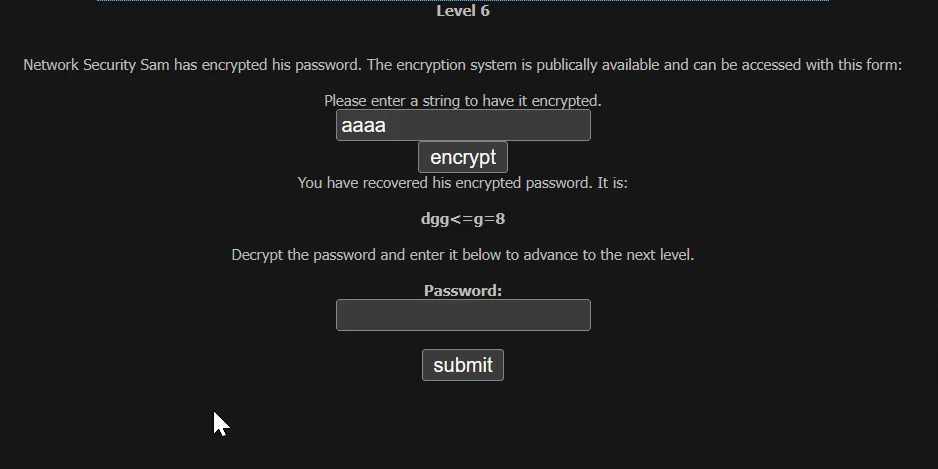 Level 6
Network Security Sam has encrypted his password. The encryption system is publically available and can be accessed with this form:
Please enter a string to have it encrypted.
aaaa
encrypt
You have recovered his encrypted password. It is:
dgg<=g=8
Decrypt the password and enter it below to advance to the next level.
Password:
submit